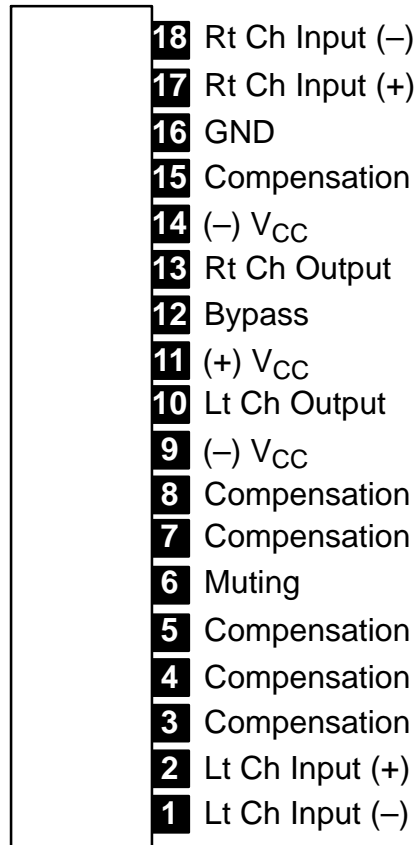 18 Rt Ch Input (–)
17 Rt Ch Input (+)
16 GND
15 Compensation
14 (–) VCC
13 Rt Ch Output
12 Bypass
11 (+) VCC
10 Lt Ch Output
9 (–) VCC
8 Compensation
7 Compensation
6 Muting
5 Compensation
4 Compensation
3 Compensation
2 Lt Ch Input (+)
1 Lt Ch Input (–)